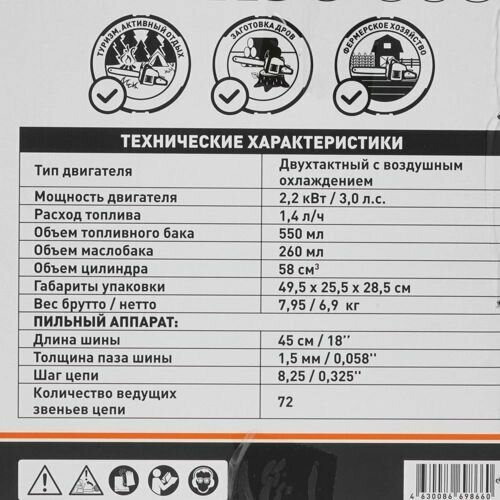 ТУРИЗМ, АКТИВНЫЙ ОТДЫХ
ЗАГОТОВКА ДРОВ
ФЕРМЕРСКОЕ ХОЗЯЙСТВО
ТЕХНИЧЕСКИЕ ХАРАКТЕРИСТИКИ
Тип двигателя Двухтактный с воздушным
охлаждением
Мощность двигателя 2,2 кВт / 3,0 л.с.
Расход топлива 1,4 л/ч
Объем топливного бака 550 мл
Объем маслобака 260 мл
Объем цилиндра 58 см³
Габариты упаковки 49,5 x 25,5 x 28,5 см
Вес брутто / нетто 7,95 / 6,9 кг
ПИЛЬНЫЙ АППАРАТ:
Длина шины 45 см / 18''
Толщина паза шины 1,5 мм / 0,058''
Шаг цепи 8,25 / 0,325''
Количество ведущих
звеньев цепи 72
4 630086 698660